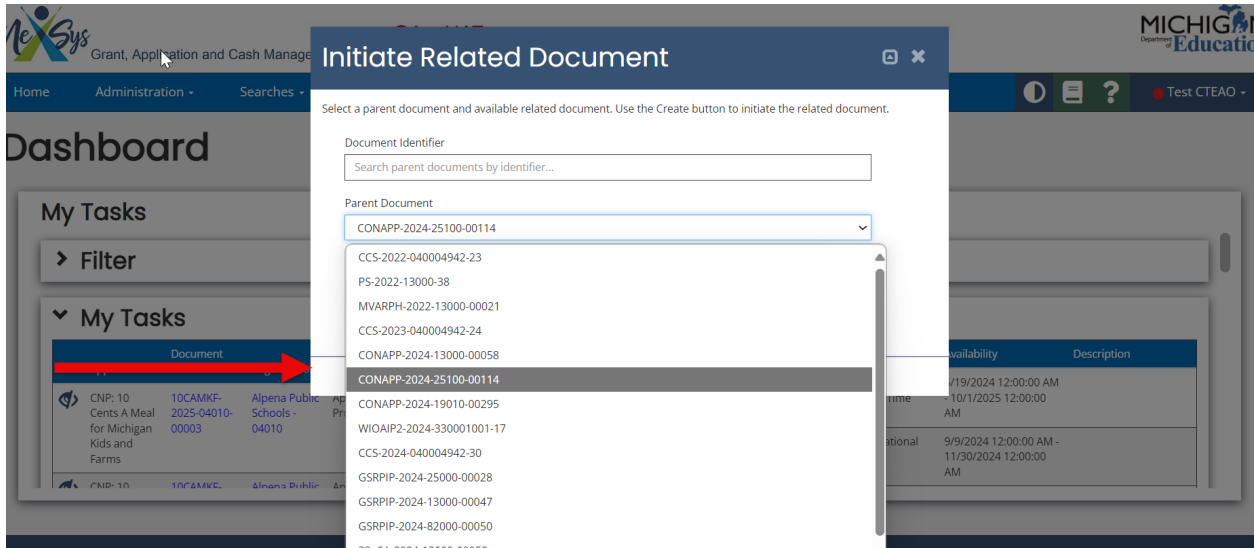 NexSys
Grant, Application and Cash Manage
MICHIGAN
Department of Education
Home
Administration
Searches
Test CTEAO
Dashboard
My Tasks
Filter
My Tasks
Initiate Related Document
Select a parent document and available related document. Use the Create button to initiate the related document.
Document Identifier
Search parent documents by identifier...
Parent Document
CONAPP-2024-25100-00114
CCS-2022-040004942-23
PS-2022-13000-38
MVARPH-2022-13000-00021
CCS-2023-040004942-24
CONAPP-2024-13000-00058
CONAPP-2024-25100-00114
CONAPP-2024-19010-00295
WIOAIP2-2024-330001001-17
CCS-2024-040004942-30
GSRPIP-2024-25000-00028
GSRPIP-2024-13000-00047
GSRPIP-2024-82000-00050
Document
Availability
Description
CNP: 10
Cents A Meal
for Michigan
Kids and
Farms
10CAMKF-
2025-04010-
00003
Alpena Public
Schools -
04010
/19/2024 12:00:00 AM
- 10/1/2025 12:00:00
AM
Time
ational
9/9/2024 12:00:00 AM -
11/30/2024 12:00:00
AM
CNP: 10
10CAMKF-
Alpena Public